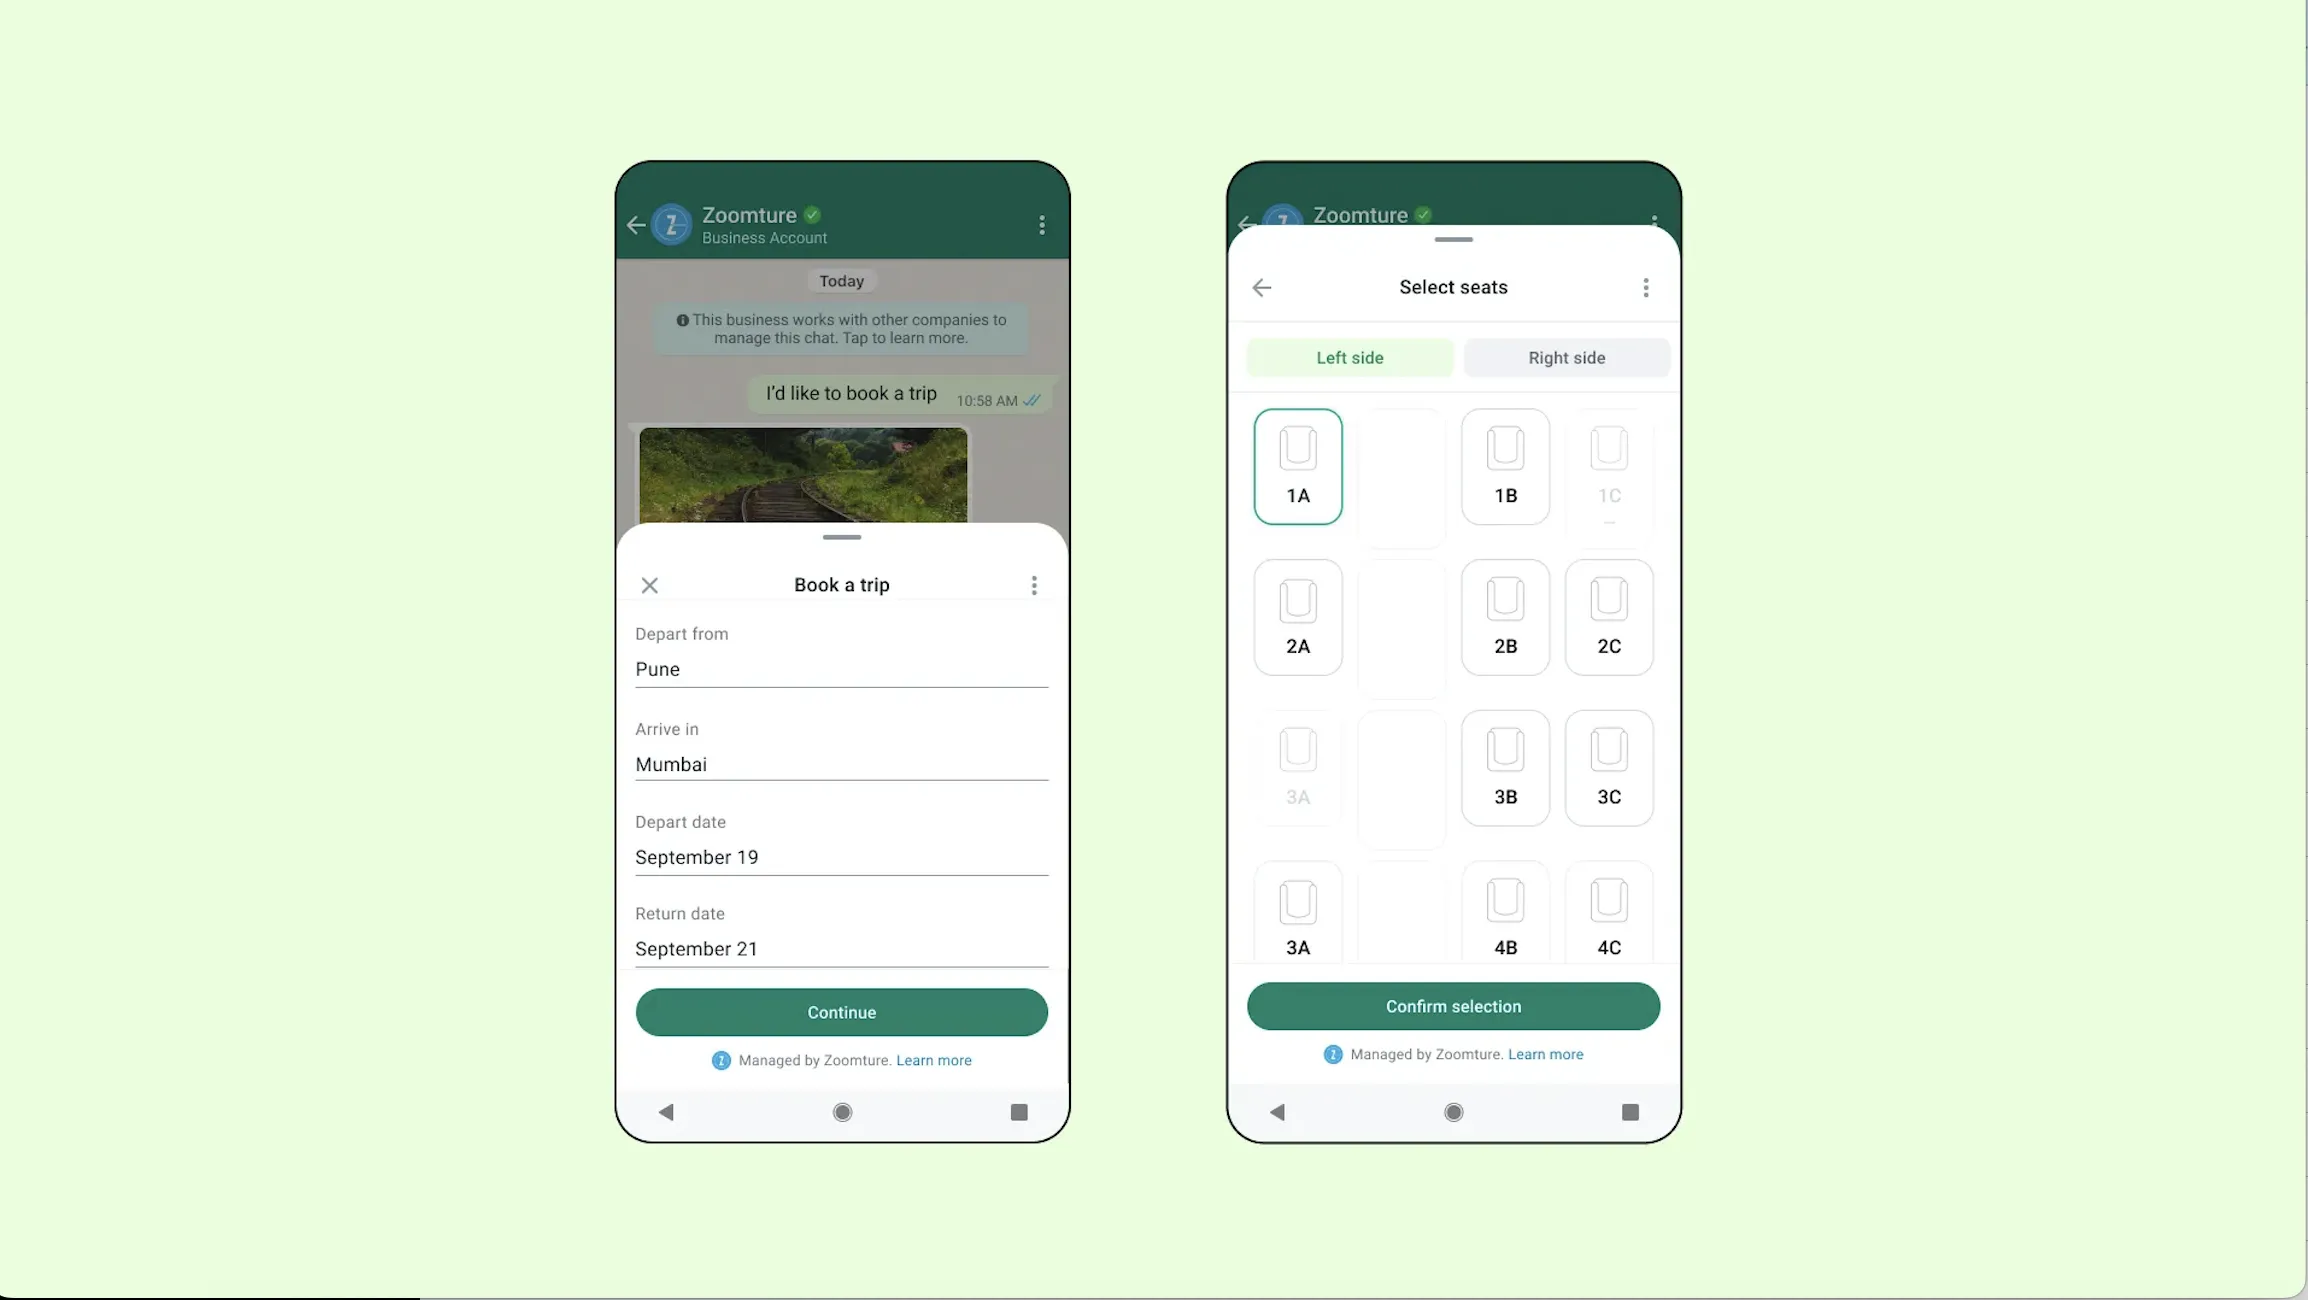 Zoomture
Business Account
Today
This business works with other companies to
manage this chat. Tap to learn more.
I'd like to book a trip 10:58 AM
Book a trip
Depart from
Pune
Arrive in
Mumbai
Depart date
September 19
Return date
September 21
Continue
Managed by Zoomture. Learn more
Zoomture
Select seats
Left side Right side
1A 1B 1C
2A 2B 2C
3A 3B 3C
3A 4B 4C
Confirm selection
Managed by Zoomture. Learn more